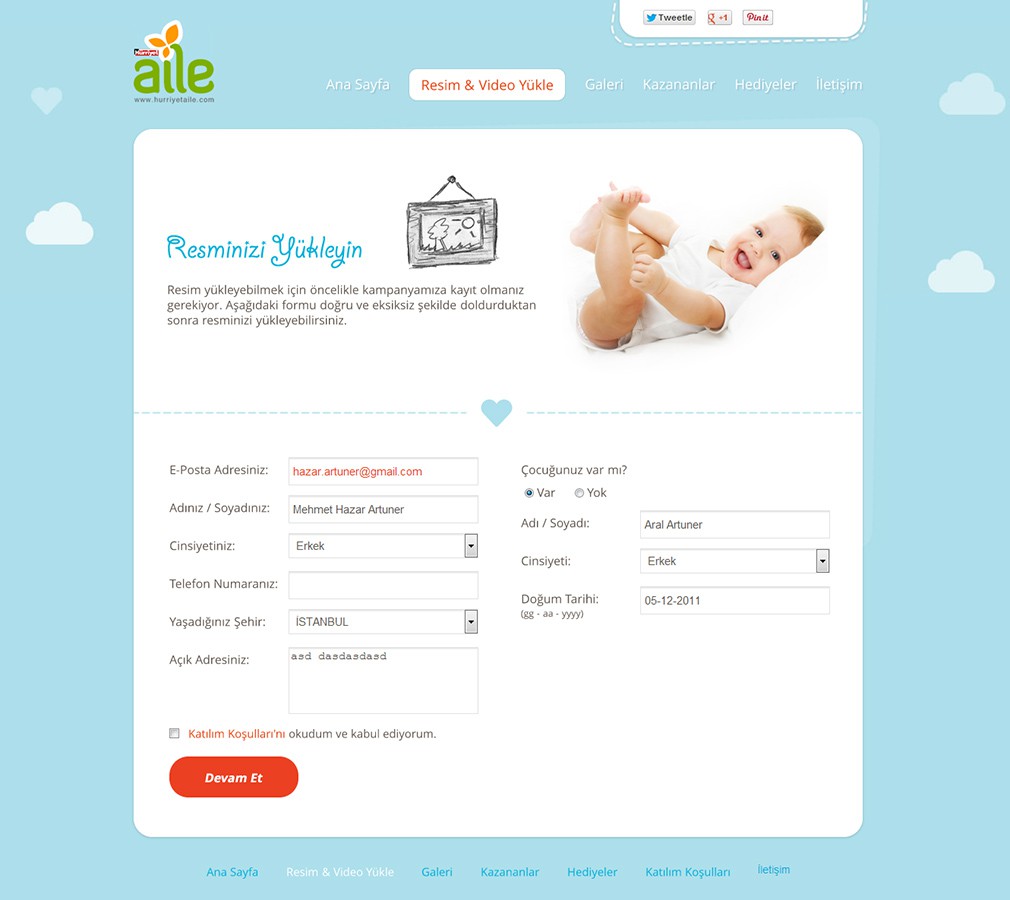 Tweetle
+1
Pin it
Hürriyet
aile
www.hurriyetaile.com
Ana Sayfa
Resim & Video Yükle
Galeri
Kazananlar
Hediyeler
İletişim
Resminizi Yükleyin
Resim yükleyebilmek için öncelikle kampanyamıza kayıt olmanız
gerekiyor. Aşağıdaki formu doğru ve eksiksiz şekilde doldurduktan
sonra resminizi yükleyebilirsiniz.
E-Posta Adresiniz:
hazar.artuner@gmail.com
Adınız / Soyadınız:
Mehmet Hazar Artuner
Cinsiyetiniz:
Erkek
Telefon Numaranız:
Yaşadığınız Şehir:
İSTANBUL
Açık Adresiniz:
asd dasdasdasd
Katılım Koşulları'nı okudum ve kabul ediyorum.
Devam Et
Çocuğunuz var mı?
Var
Yok
Adı / Soyadı:
Aral Artuner
Cinsiyeti:
Erkek
Doğum Tarihi:
(gg - aa - yyyy)
05-12-2011
Ana Sayfa
Resim & Video Yükle
Galeri
Kazananlar
Hediyeler
Katılım Koşulları
İletişim